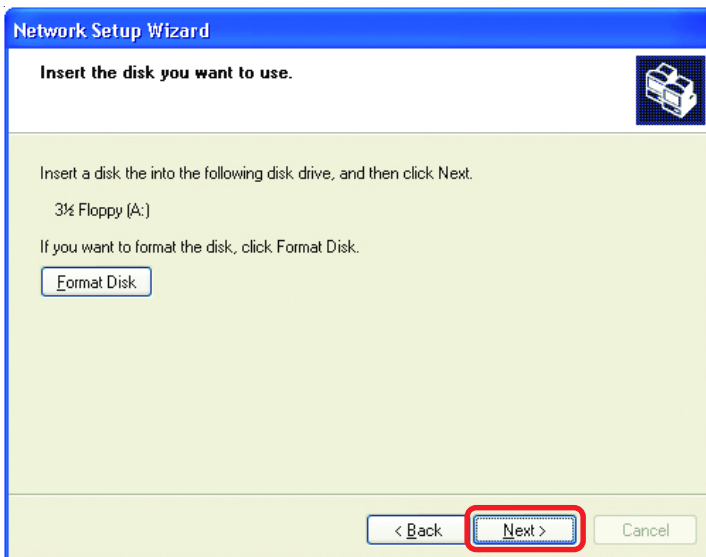 Network Setup Wizard
Insert the disk you want to use.
Insert a disk the into the following disk drive, and then click Next.
3½ Floppy (A:)
If you want to format the disk, click Format Disk.
Format Disk
< Back Next > Cancel